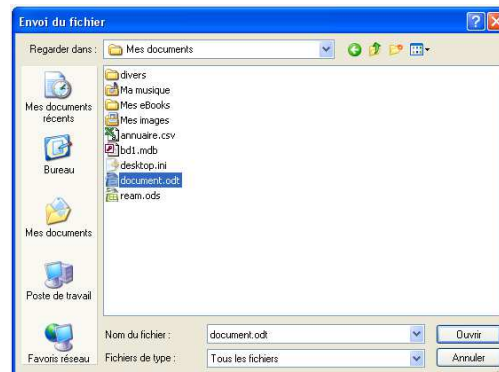 Envoi du fichier
Regarder dans :
Mes documents
Mes documents
récents
Bureau
Mes documents
Poste de travail
Favoris réseau
divers
Ma musique
Mes eBooks
Mes images
annuaire.csv
bd1.mdb
desktop.ini
document.odt
ream.ods
Nom du fichier :
document.odt
Ouvrir
Fichiers de type :
Tous les fichiers
Annuler